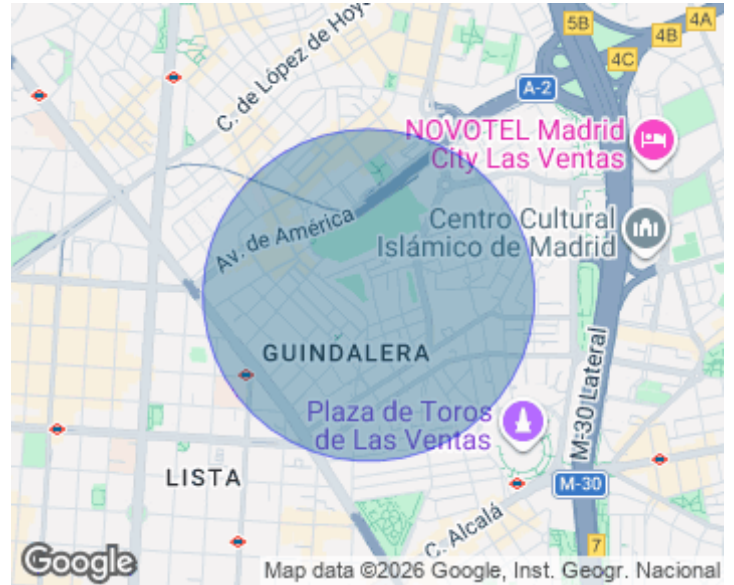 5B
4A
4B
4C
C. de López de Hoyo
A-2
NOVOTEL Madrid
City Las Ventas
Av. de América
Centro Cultural
Islámico de Madrid
GUINDALERA
M-30 Lateral
Plaza de Toros
de Las Ventas
LISTA
M-30
C. Alcalá
7
Google
Map data ©2026 Google, Inst. Geogr. Nacional